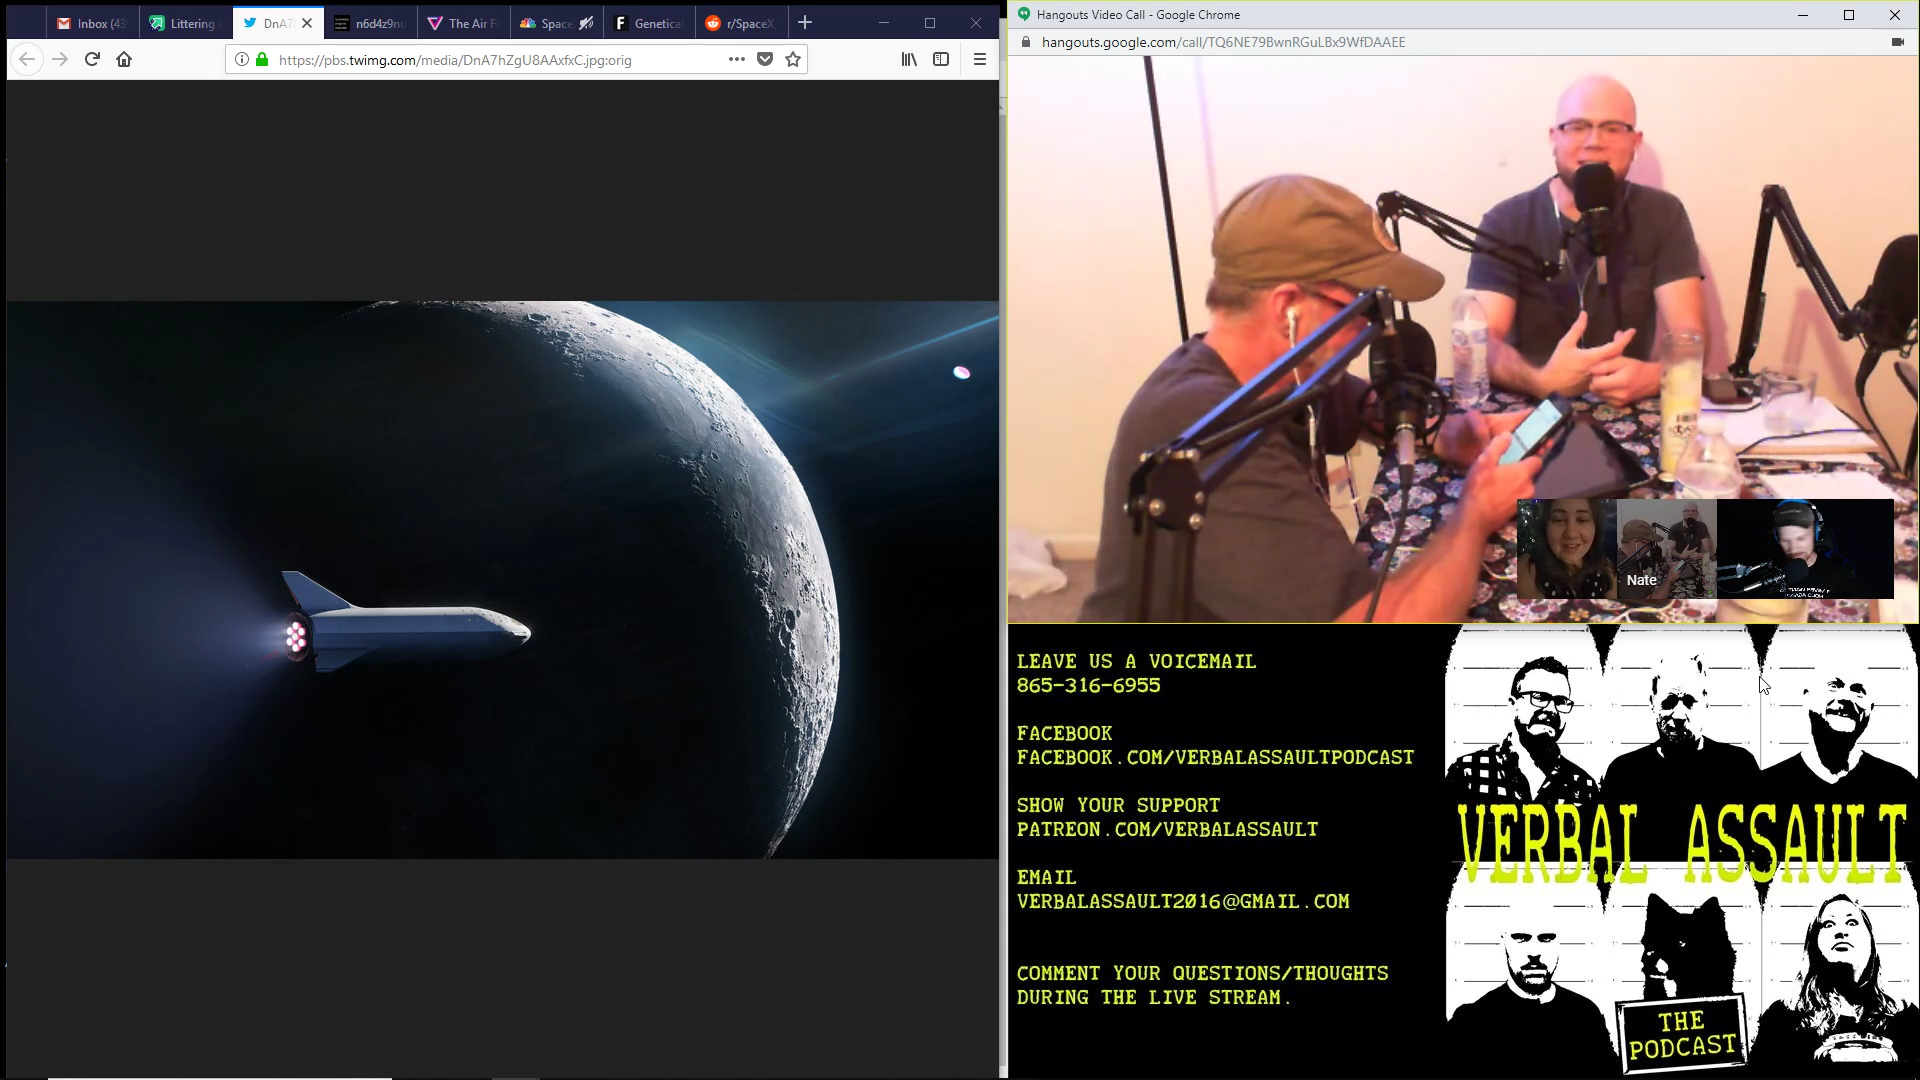 Inbox (43
Littering
DnA7
n6d4z9nu
The Air F
Space
Genetical
r/SpaceX
https://pbs.twimg.com/media/DnA7hZgU8AAxfxC.jpg:orig
Hangouts Video Call - Google Chrome
hangouts.google.com/call/TQ6NE79BwnRGuLBx9WfDAAEE
Nate
LEAVE US A VOICEMAIL
865-316-6955
FACEBOOK
FACEBOOK.COM/VERBALASSAULTPODCAST
SHOW YOUR SUPPORT
PATREON.COM/VERBALASSAULT
EMAIL
VERBALASSAULT2016@GMAIL.COM
COMMENT YOUR QUESTIONS/THOUGHTS
DURING THE LIVE STREAM.
VERBAL ASSAULT
THE
PODCAST